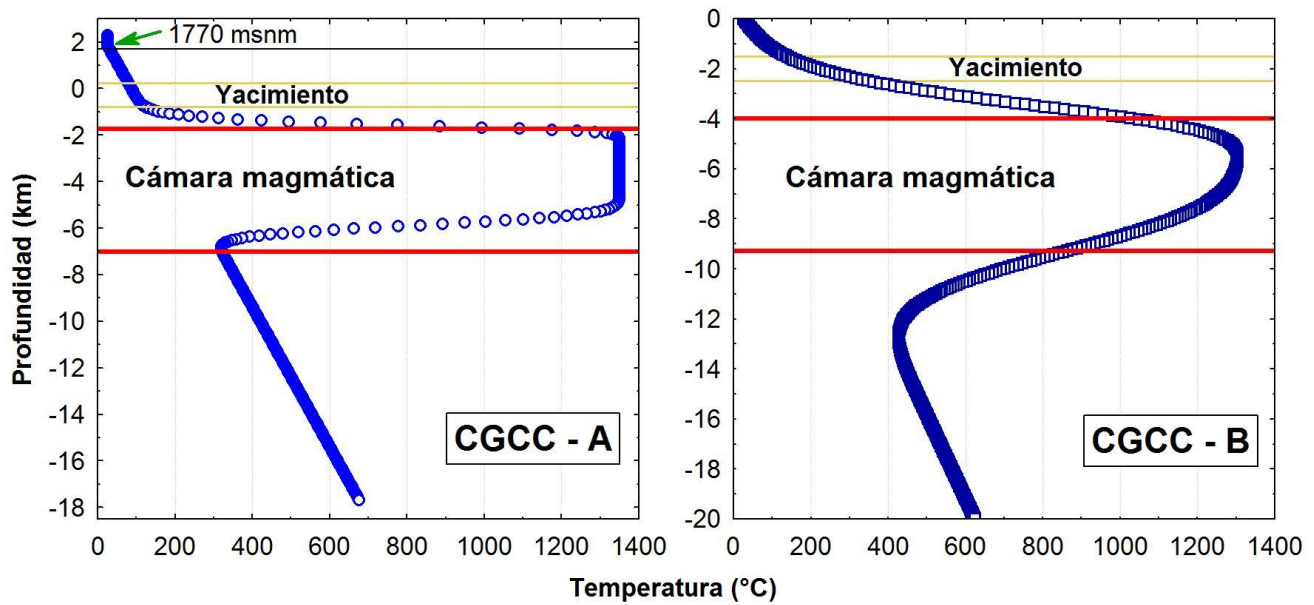 1770 msnm
Yacimiento
Cámara magmática
CGCC - A
2
0
-2
-4
-6
-8
-10
-12
-14
-16
-18
0 200 400 600 800 1000 1200 1400
Profundidad (km)
Yacimiento
Cámara magmática
CGCC - B
0
-2
-4
-6
-8
-10
-12
-14
-16
-18
-20
0 200 400 600 800 1000 1200 1400
Temperatura (°C)